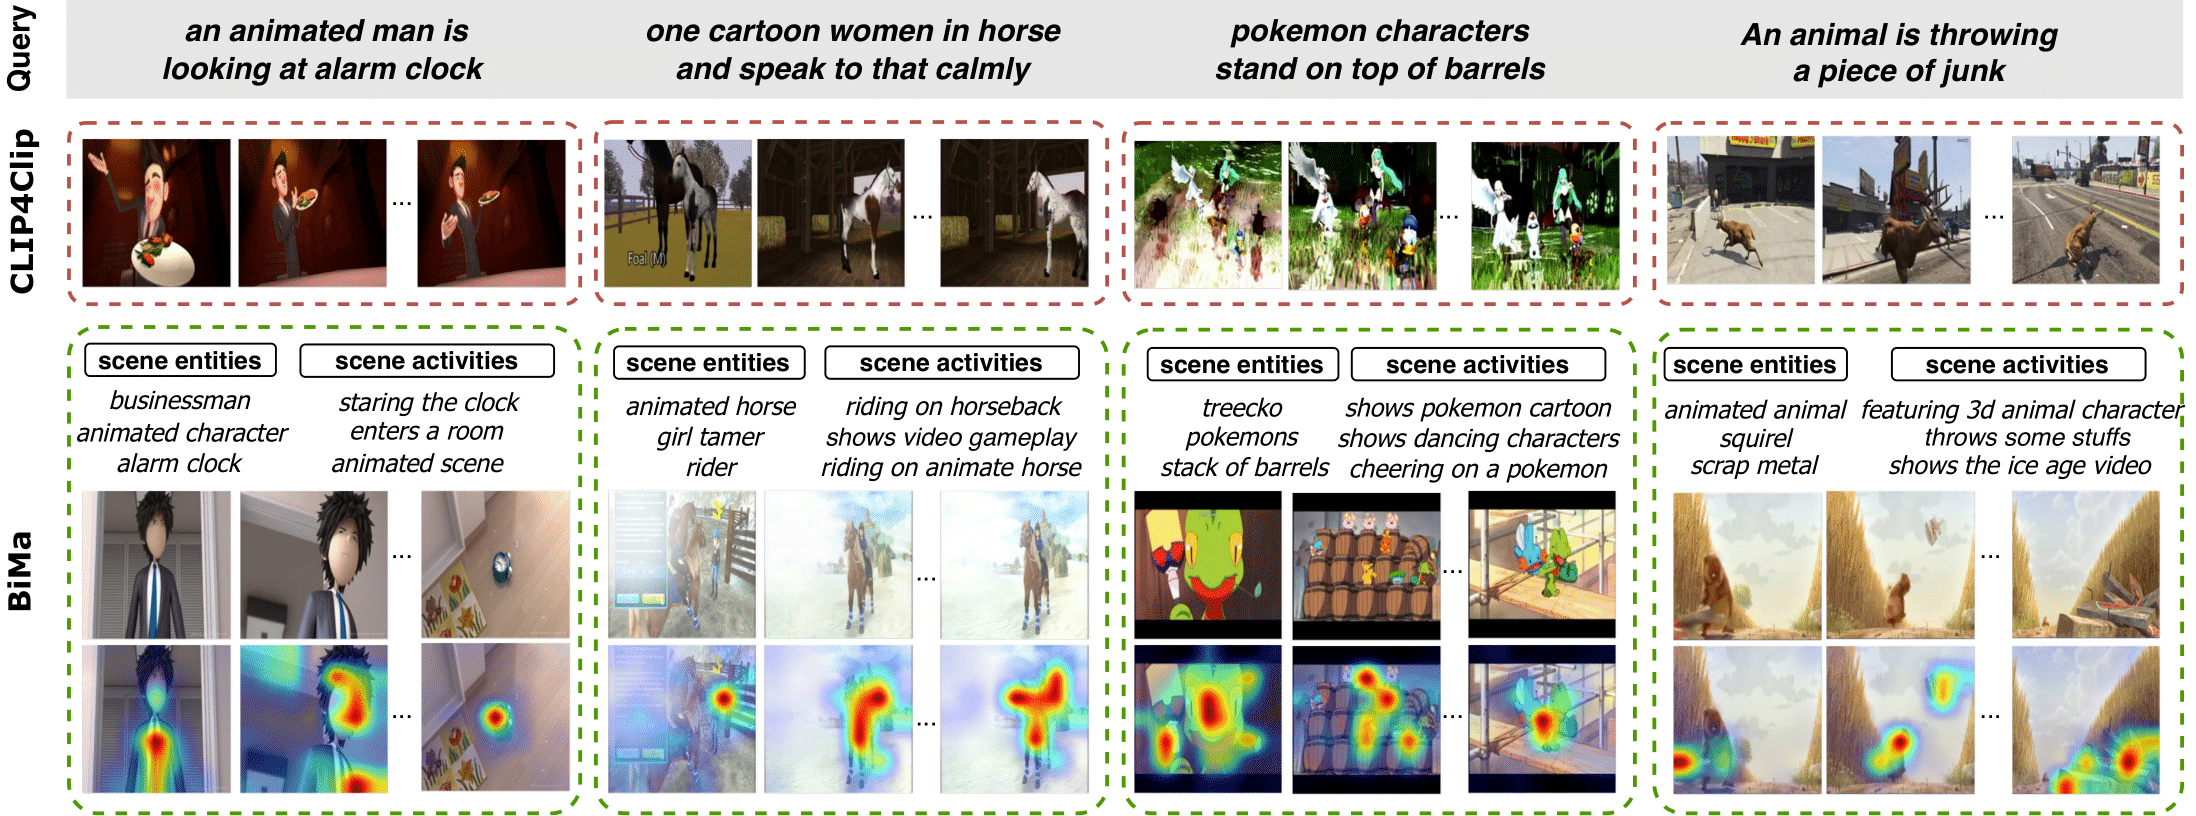 Query
an animated man is
looking at alarm clock
one cartoon women in horse
and speak to that calmly
pokemon characters
stand on top of barrels
An animal is throwing
a piece of junk
CLIP4Clip
...
Foal (M)
...
...
...
BiMa
scene entities
scene activities
businessman
animated character
alarm clock
staring the clock
enters a room
animated scene
...
...
scene entities
scene activities
animated horse
girl tamer
rider
riding on horseback
shows video gameplay
riding on animate horse
...
...
scene entities
scene activities
treecko
pokemons
stack of barrels
shows pokemon cartoon
shows dancing characters
cheering on a pokemon
...
...
scene entities
scene activities
animated animal
squirel
scrap metal
featuring 3d animal character
throws some stuffs
shows the ice age video
...
...